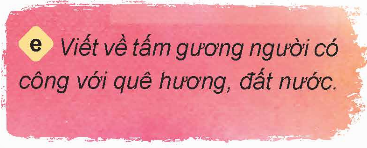 e Viết về tấm gương người có
công với quê hương, đất nước.